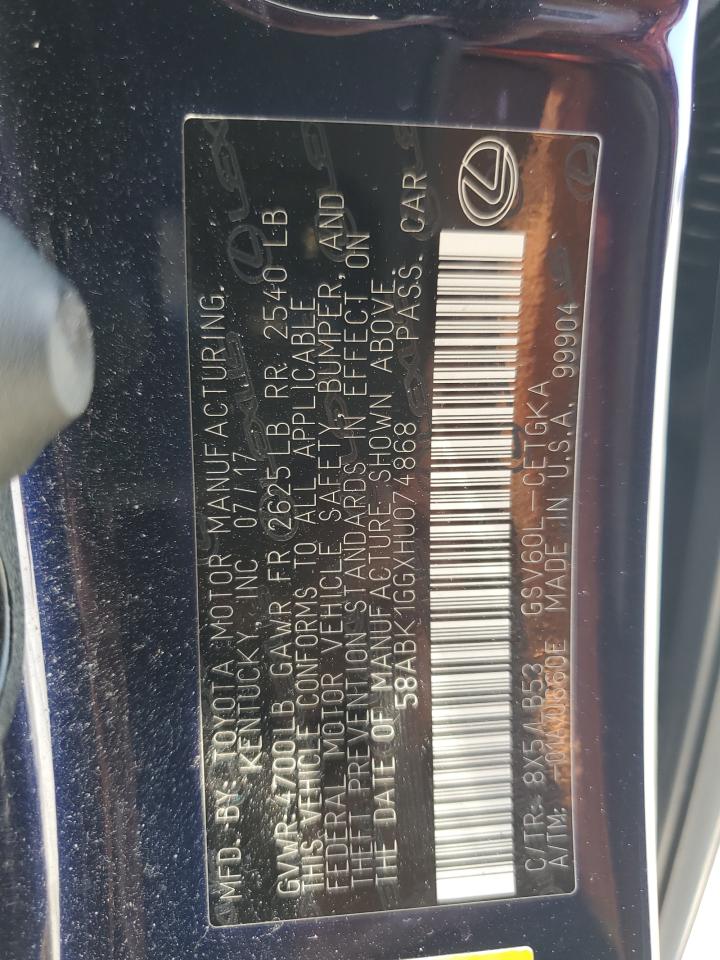 MFD. BY: TOYOTA MOTOR MANUFACTURING.
KENTUCKY, INC 07/17
GVWR 4700LB GAWR FR 2625LB RR 2540 LB
THIS VEHICLE CONFORMS TO ALL APPLICABLE
FEDERAL MOTOR VEHICLE SAFETY, BUMPER, AND
THEFT PREVENTION STANDARDS IN EFFECT ON
THE DATE OF MANUFACTURE SHOWN ABOVE.
58ABK1GGXHU074868 PASS. CAR
C/TR: 8X5/LB53 GSV60L-CETGKA
A/TM: -01A/U660E MADE IN U.S.A. 99904